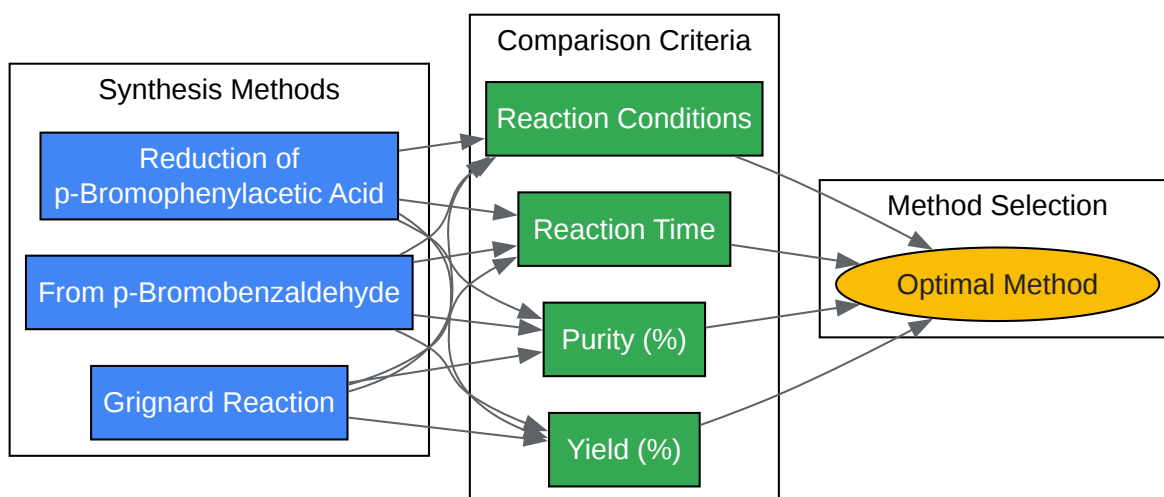 Synthesis Methods
Reduction of
p-Bromophenylacetic Acid
From p-Bromobenzaldehyde
Grignard Reaction
Comparison Criteria
Reaction Conditions
Reaction Time
Purity (%)
Yield (%)
Method Selection
Optimal Method